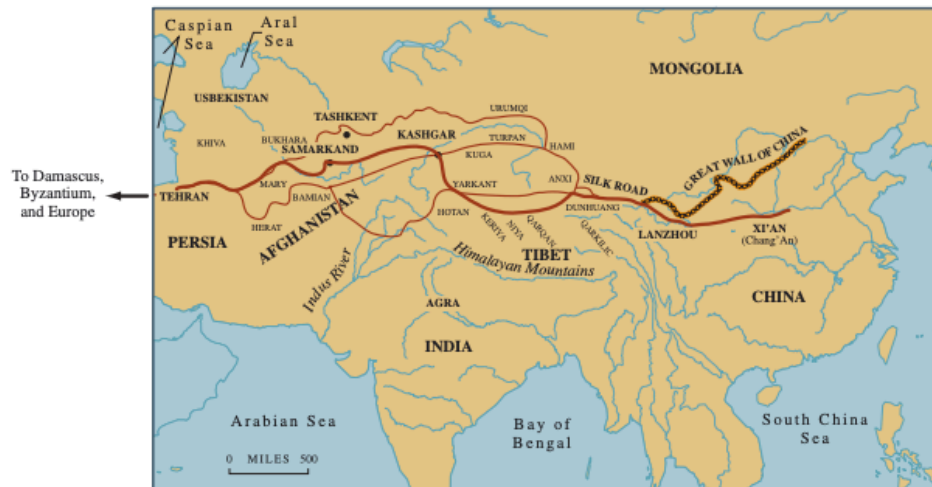 Caspian
Sea
Aral
Sea
MONGOLIA
USBEKISTAN
TASHKENT
URUMQI
KHIVA
BUKHARA
SAMARKAND
KASHGAR
TURPAN
HAMI
KUGA
GREAT WALL OF CHINA
To Damascus,
Byzantium,
and Europe
TEHRAN
MARY
BAMIAN
YARKANT
ANXI
SILK ROAD
DUNHUANG
HERAT
AFGHANISTAN
HOTAN
KERIYA
NIYA
QARQAN
QARKILIC
LANZHOU
XI'AN
(Chang'An)
PERSIA
TIBET
Indus River
Himalayan Mountains
AGRA
CHINA
INDIA
Arabian Sea
Bay of
Bengal
South China
Sea
0 MILES 500